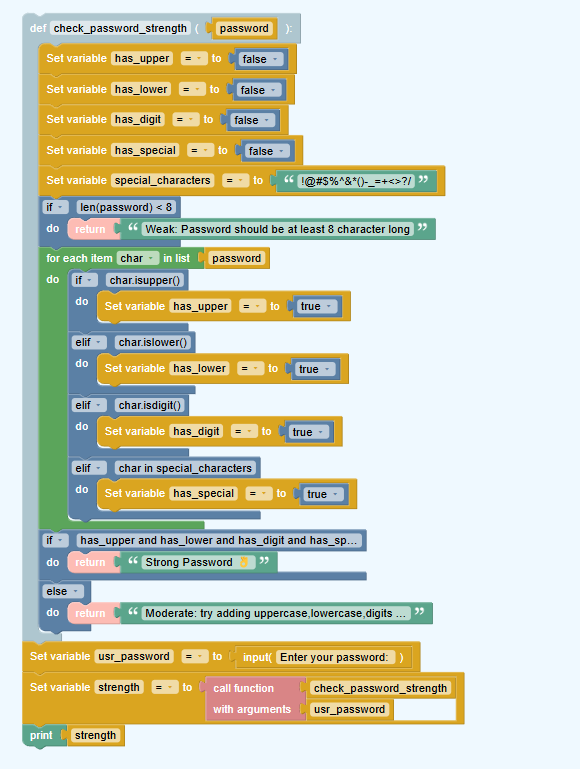 def check_password_strength ( password ):
Set variable has_upper = to false
Set variable has_lower = to false
Set variable has_digit = to false
Set variable has_special = to false
Set variable special_characters = to “ !@#$%^&*()-_=+<>?/ ”
if len(password) < 8
do return “ Weak: Password should be at least 8 character long ”
for each item char in list password
do if char.isupper()
do Set variable has_upper = to true
elif char.islower()
do Set variable has_lower = to true
elif char.isdigit()
do Set variable has_digit = to true
elif char in special_characters
do Set variable has_special = to true
if has_upper and has_lower and has_digit and has_sp...
do return “ Strong Password ”
else
do return “ Moderate: try adding uppercase,lowercase,digits ... ”
Set variable usr_password = to input( Enter your password: )
Set variable strength = to call function check_password_strength
with arguments usr_password
print strength